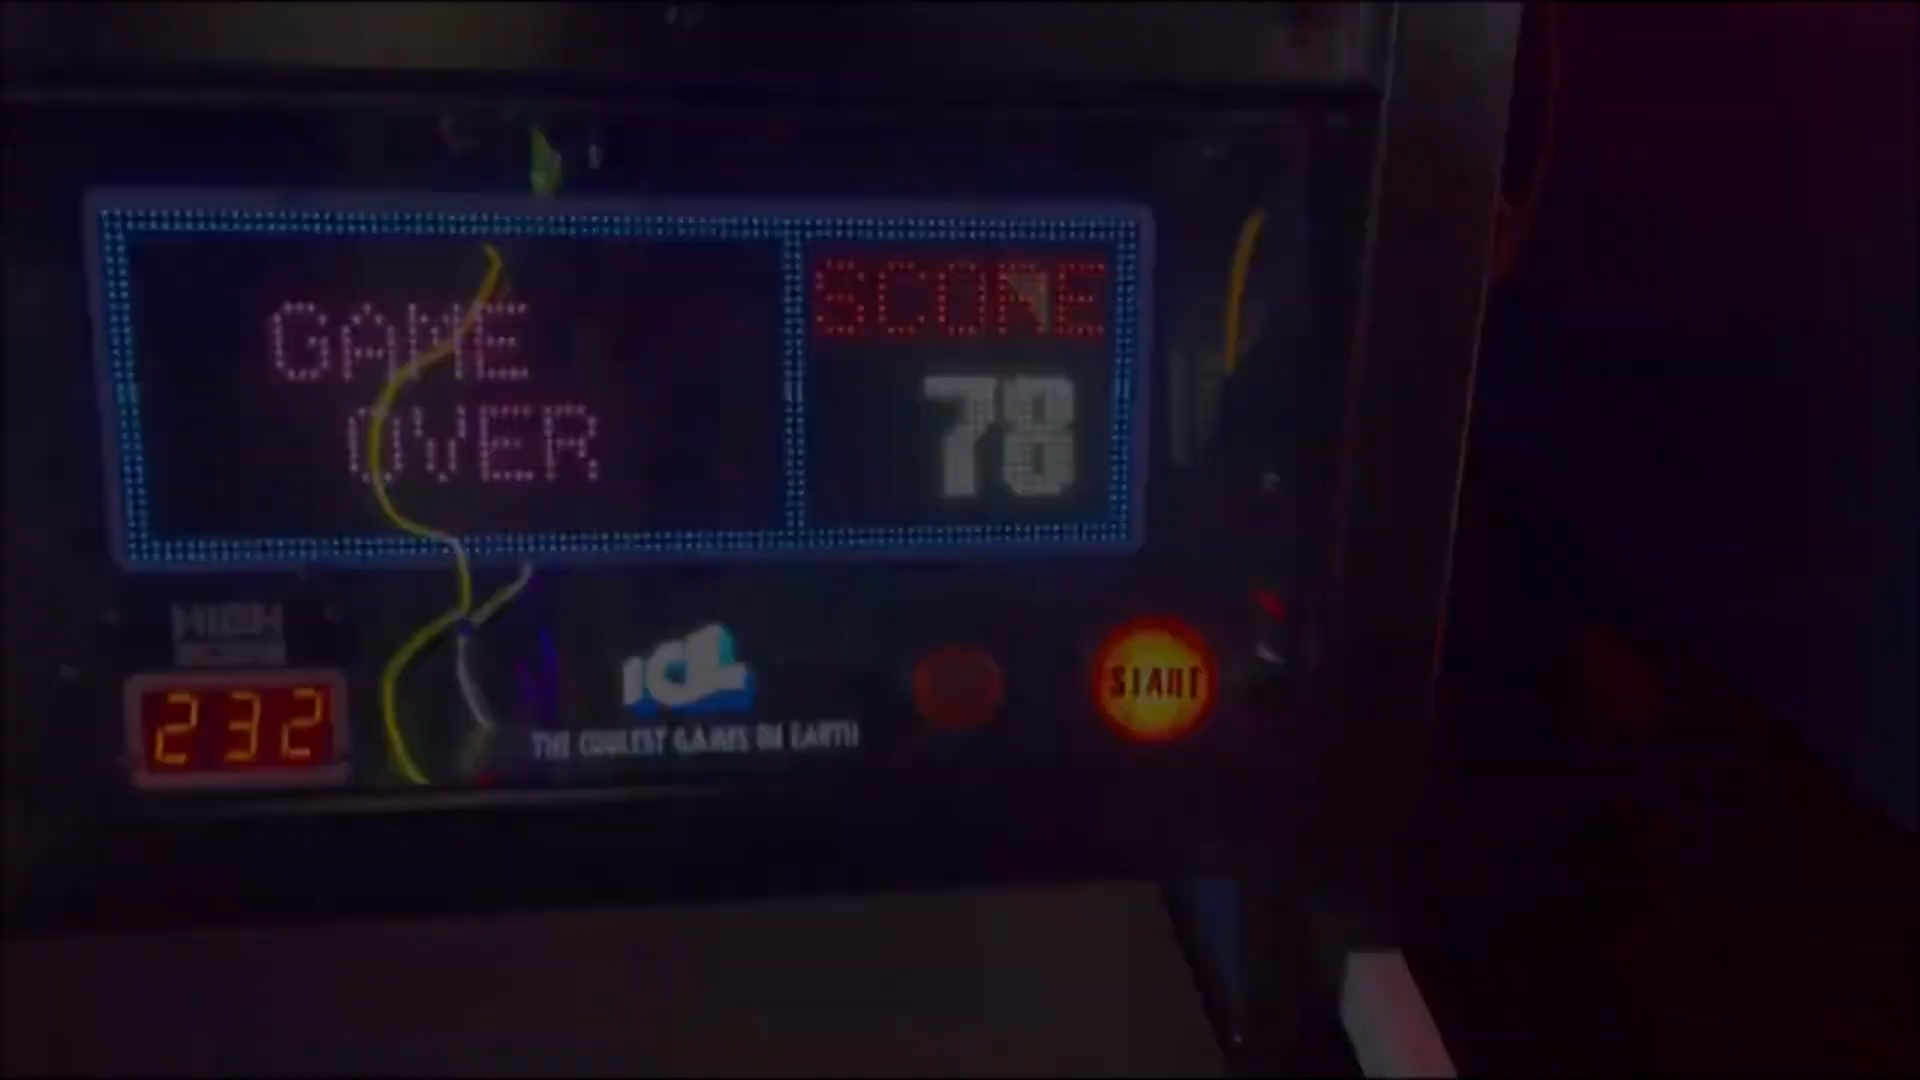 GAME
OVER
SCORE
78
HIGH
232
ICE
THE COOLEST GAMES ON EARTH
START